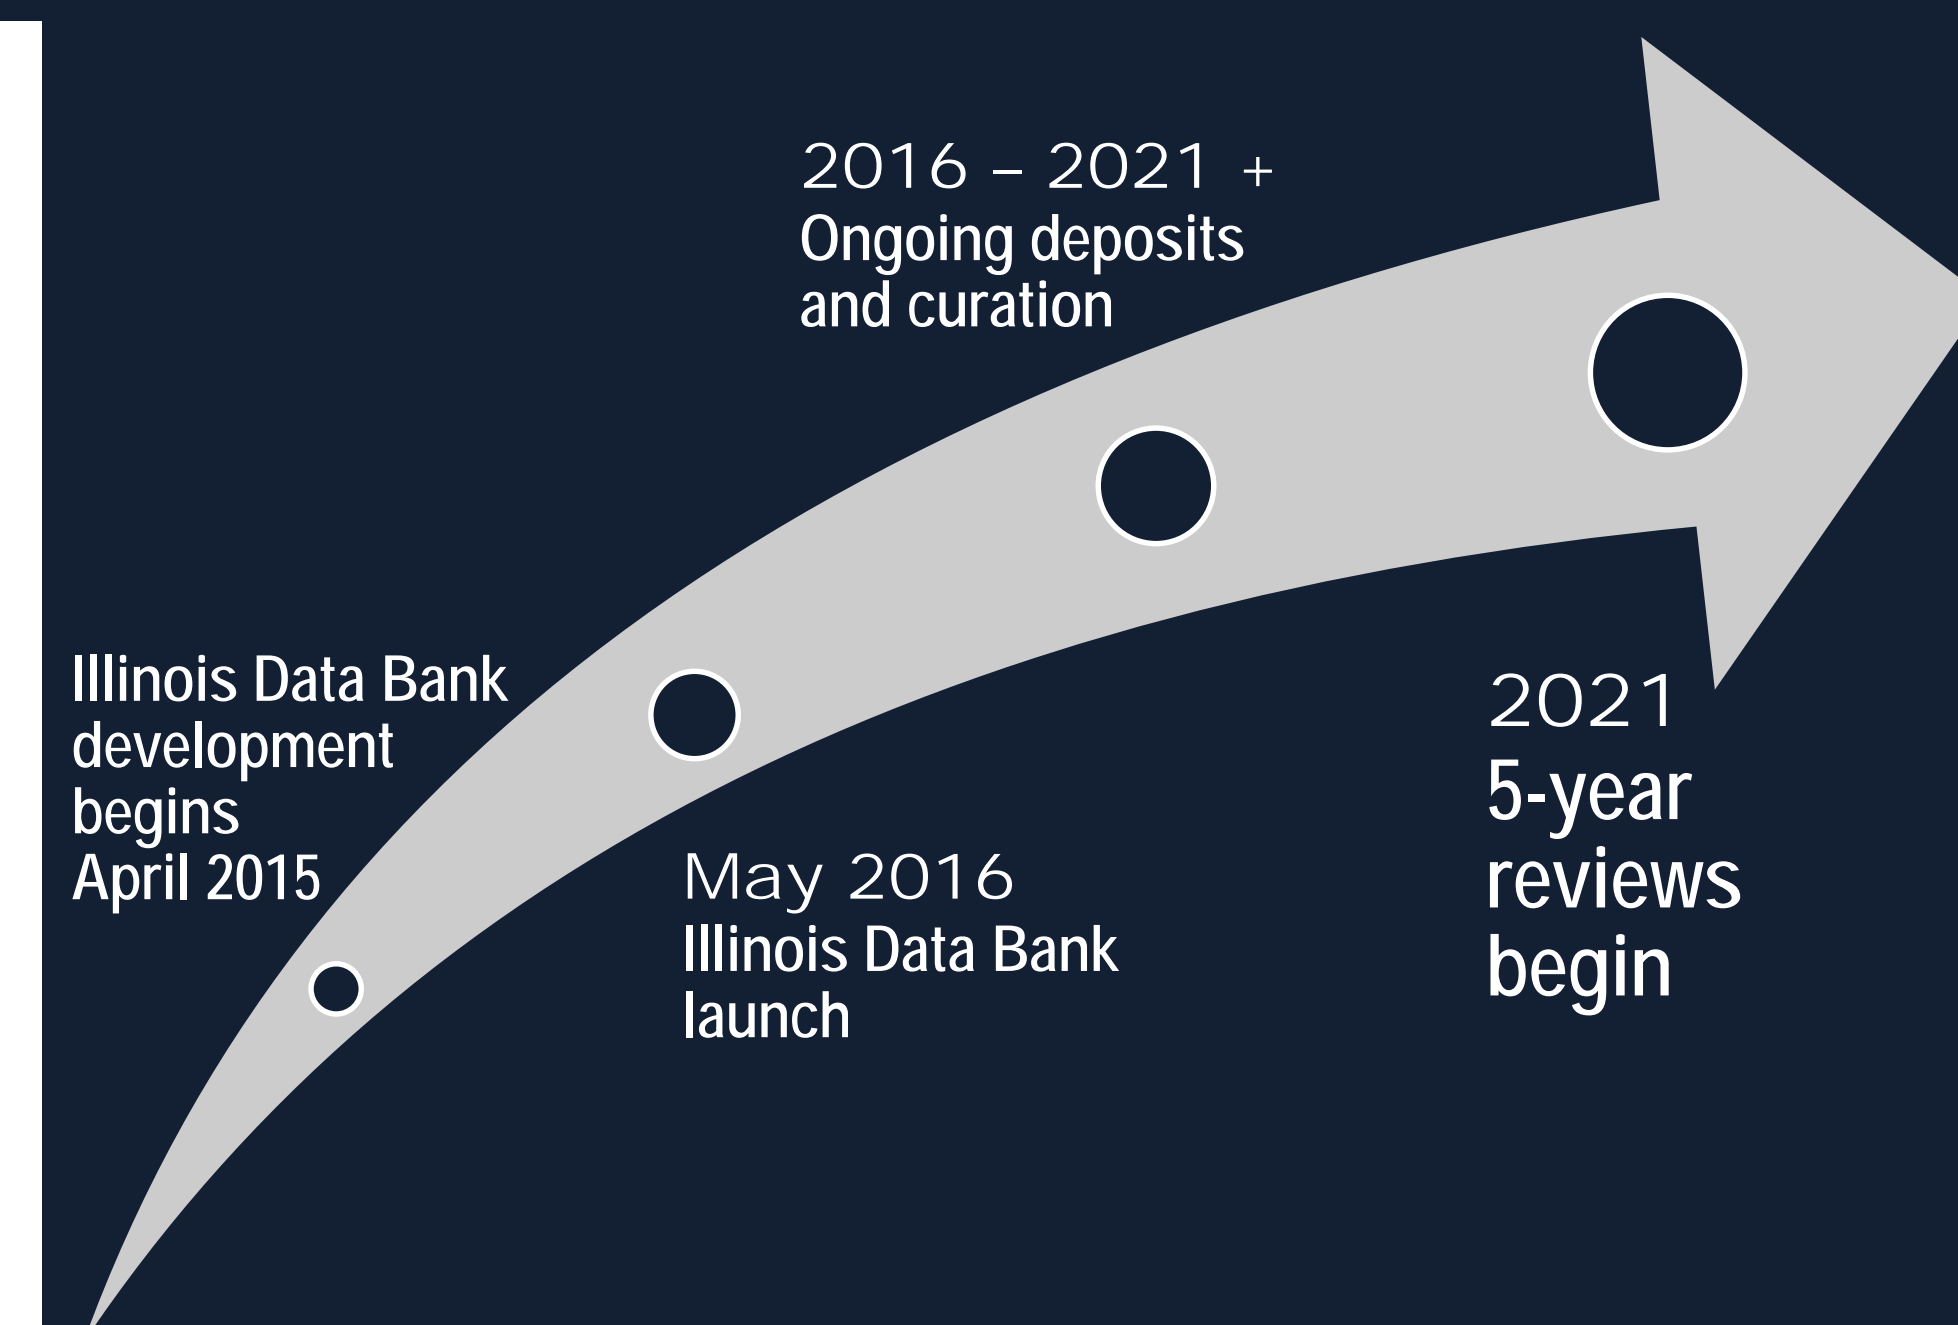 Illinois Data Bank
development
begins
April 2015
May 2016
Illinois Data Bank
launch
2016 – 2021 +
Ongoing deposits
and curation
2021
5-year
reviews
begin